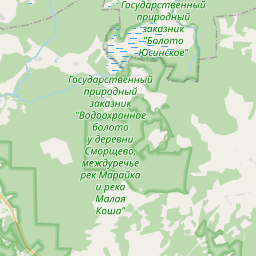 Государственный
природный
заказник
"Болото
Юсинское"
Государственный
природный
заказник
"Водоохранное
болото
у деревни
Сморщево,
междуречье
рек Марайка
и река
Малая
Коша"